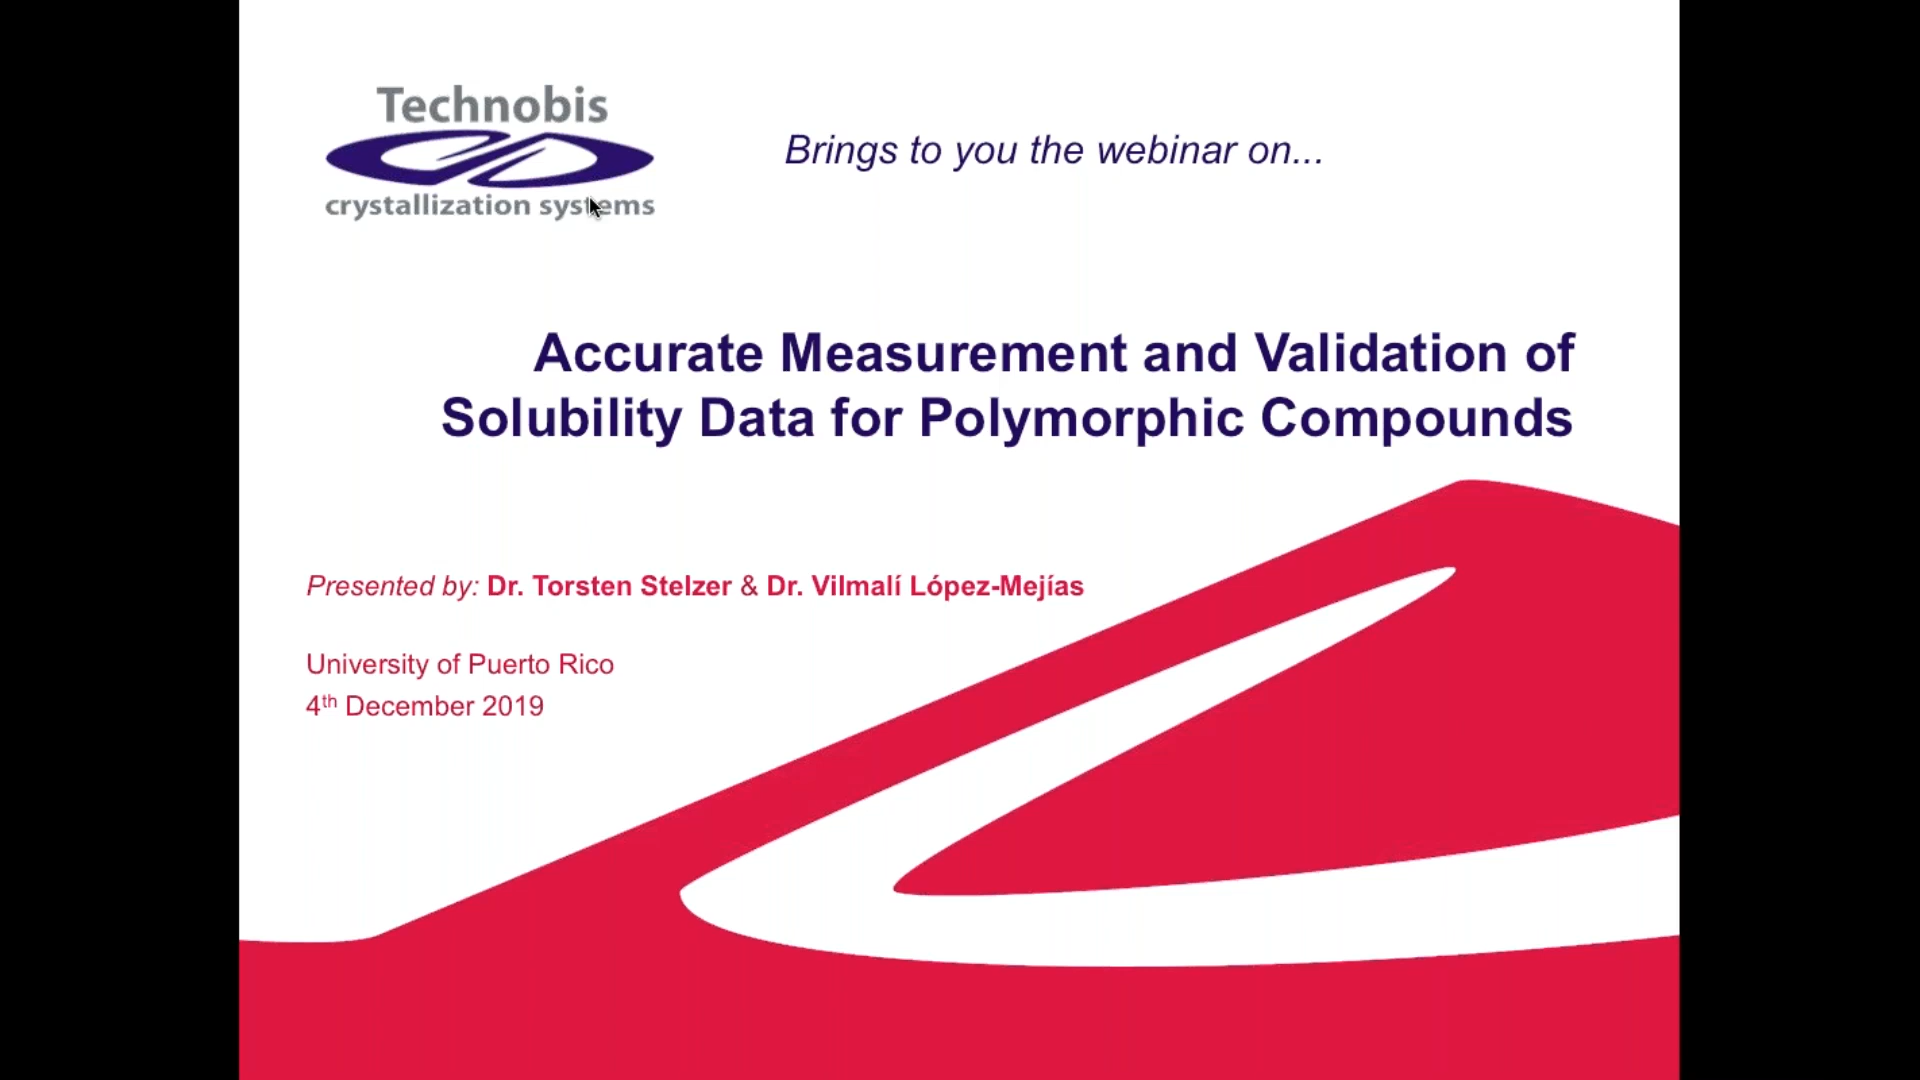 Technobis
crystallization systems
Brings to you the webinar on...
Accurate Measurement and Validation of
Solubility Data for Polymorphic Compounds
Presented by: Dr. Torsten Stelzer & Dr. Vilmalí López-Mejías
University of Puerto Rico
4th December 2019